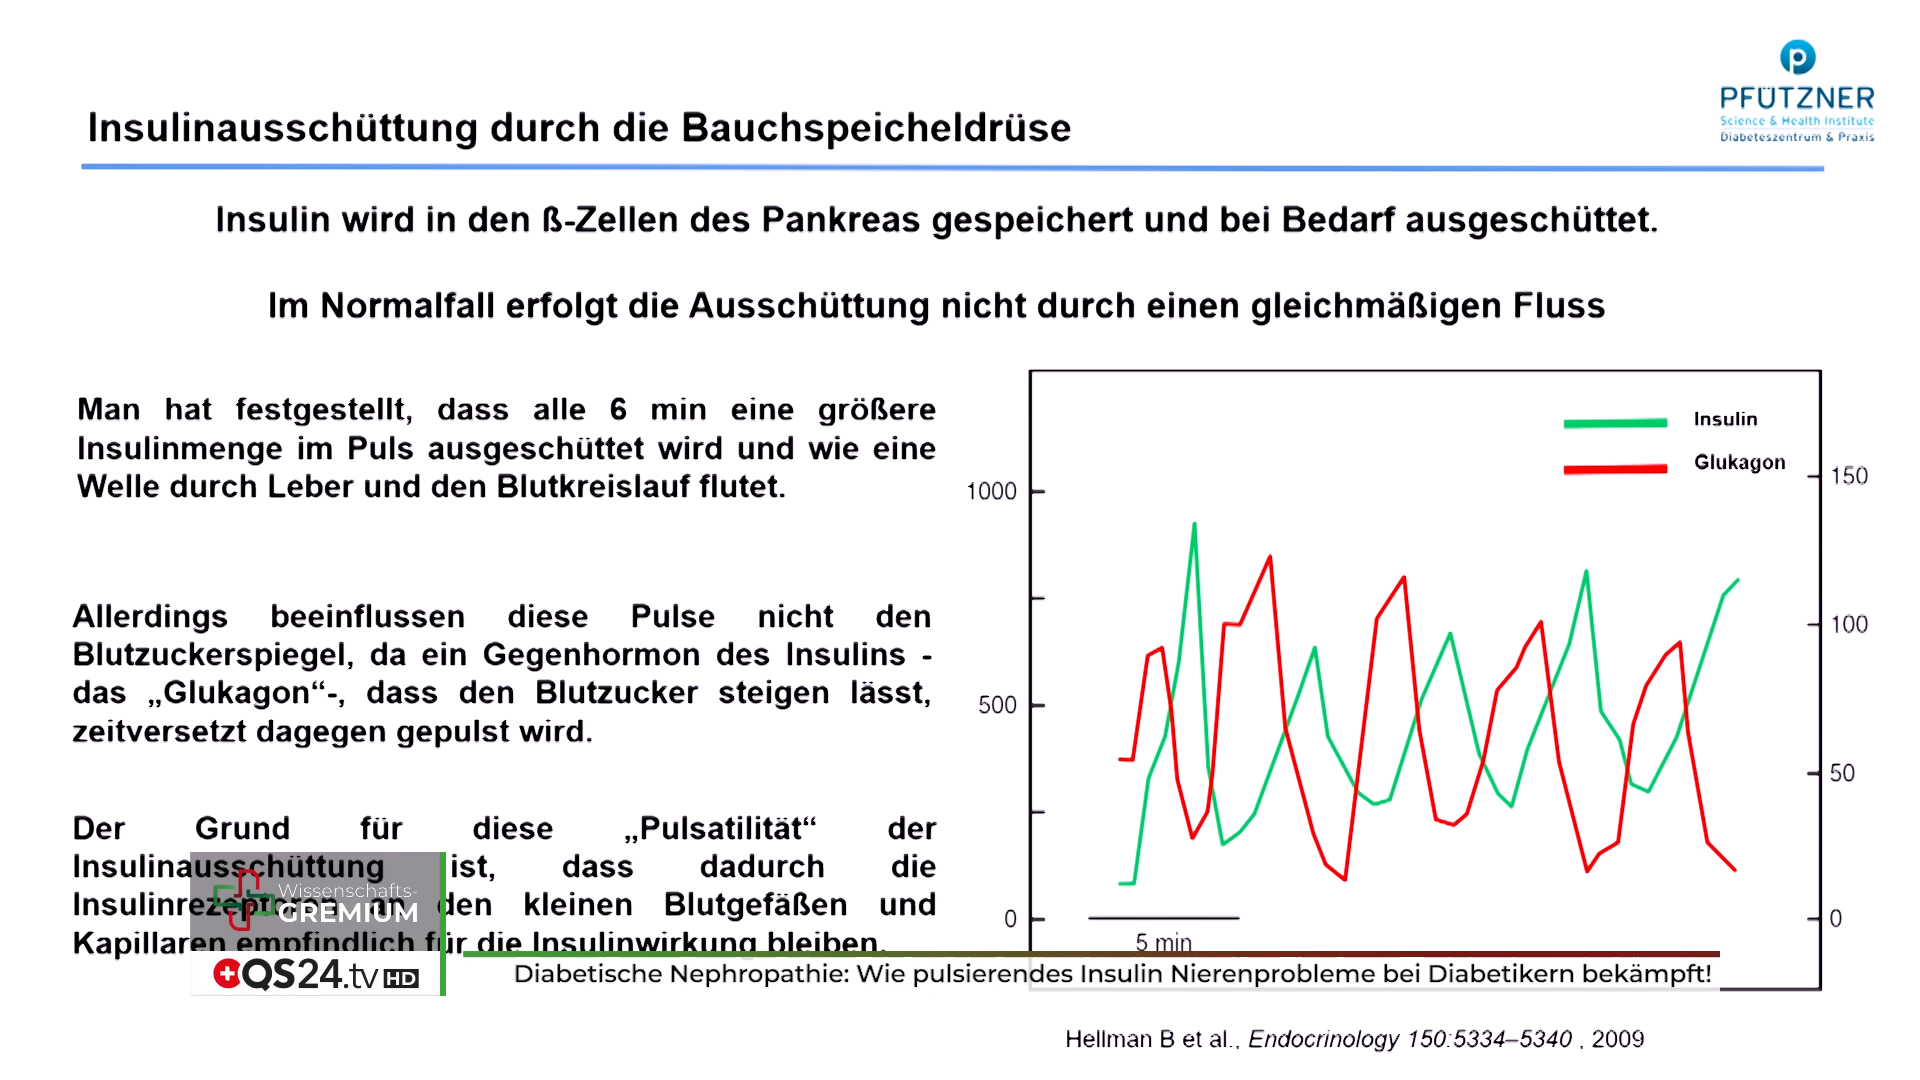 PFÜTZNER
Science & Health Institute
Diabeteszentrum & Praxis
Insulinausschüttung durch die Bauchspeicheldrüse
Insulin wird in den ß-Zellen des Pankreas gespeichert und bei Bedarf ausgeschüttet.
Im Normalfall erfolgt die Ausschüttung nicht durch einen gleichmäßigen Fluss
Man hat festgestellt, dass alle 6 min eine größere
Insulinmenge im Puls ausgeschüttet wird und wie eine
Welle durch Leber und den Blutkreislauf flutet.
Allerdings beeinflussen diese Pulse nicht den
Blutzuckerspiegel, da ein Gegenhormon des Insulins -
das „Glukagon“-, dass den Blutzucker steigen lässt,
zeitversetzt dagegen gepulst wird.
Der Grund für diese „Pulsatilität“ der
Insulinausschüttung ist, dass dadurch die
Insulinrezeptoren an den kleinen Blutgefäßen und
Kapillaren empfindlich für die Insulinwirkung bleiben.
Insulin
Glukagon
1000
500
0
150
100
50
0
5 min
Wissenschafts-
GREMIUM
QS24.tv HD
Diabetische Nephropathie: Wie pulsierendes Insulin Nierenprobleme bei Diabetikern bekämpft!
Hellman B et al., Endocrinology 150:5334–5340 , 2009